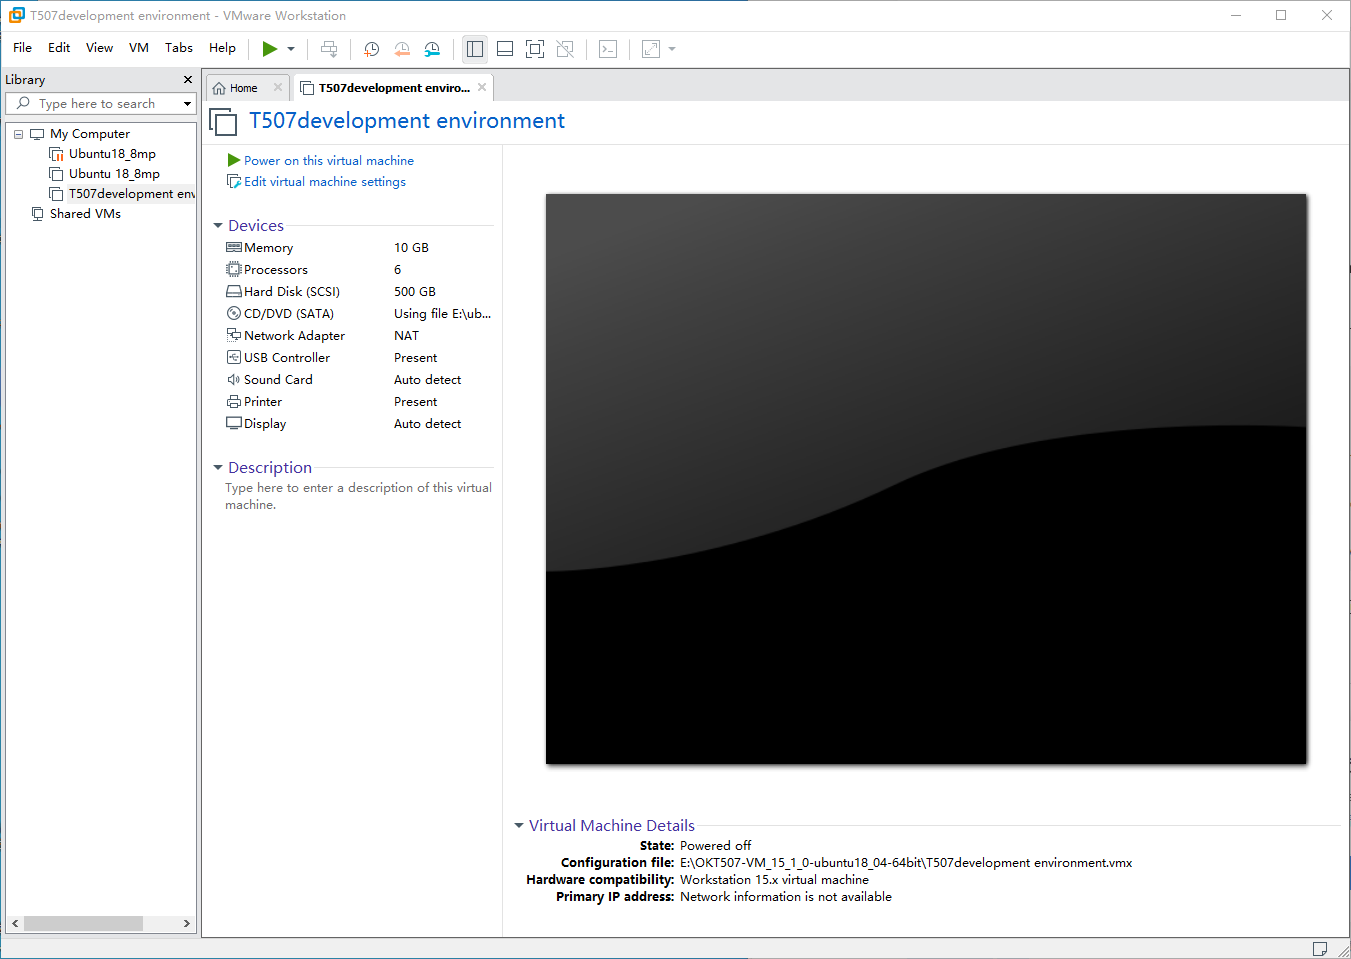 T507development environment - VMware Workstation
File Edit View VM Tabs Help
Library
Type here to search
My Computer
Ubuntu18_8mp
Ubuntu 18_8mp
T507development env
Shared VMs
Home
T507development enviro...
T507development environment
Power on this virtual machine
Edit virtual machine settings
Devices
Memory 10 GB
Processors 6
Hard Disk (SCSI) 500 GB
CD/DVD (SATA) Using file E:\ub...
Network Adapter NAT
USB Controller Present
Sound Card Auto detect
Printer Present
Display Auto detect
Description
Type here to enter a description of this virtual
machine.
Virtual Machine Details
State: Powered off
Configuration file: E:\OKT507-VM_15_1_0-ubuntu18_04-64bit\T507development environment.vmx
Hardware compatibility: Workstation 15.x virtual machine
Primary IP address: Network information is not available